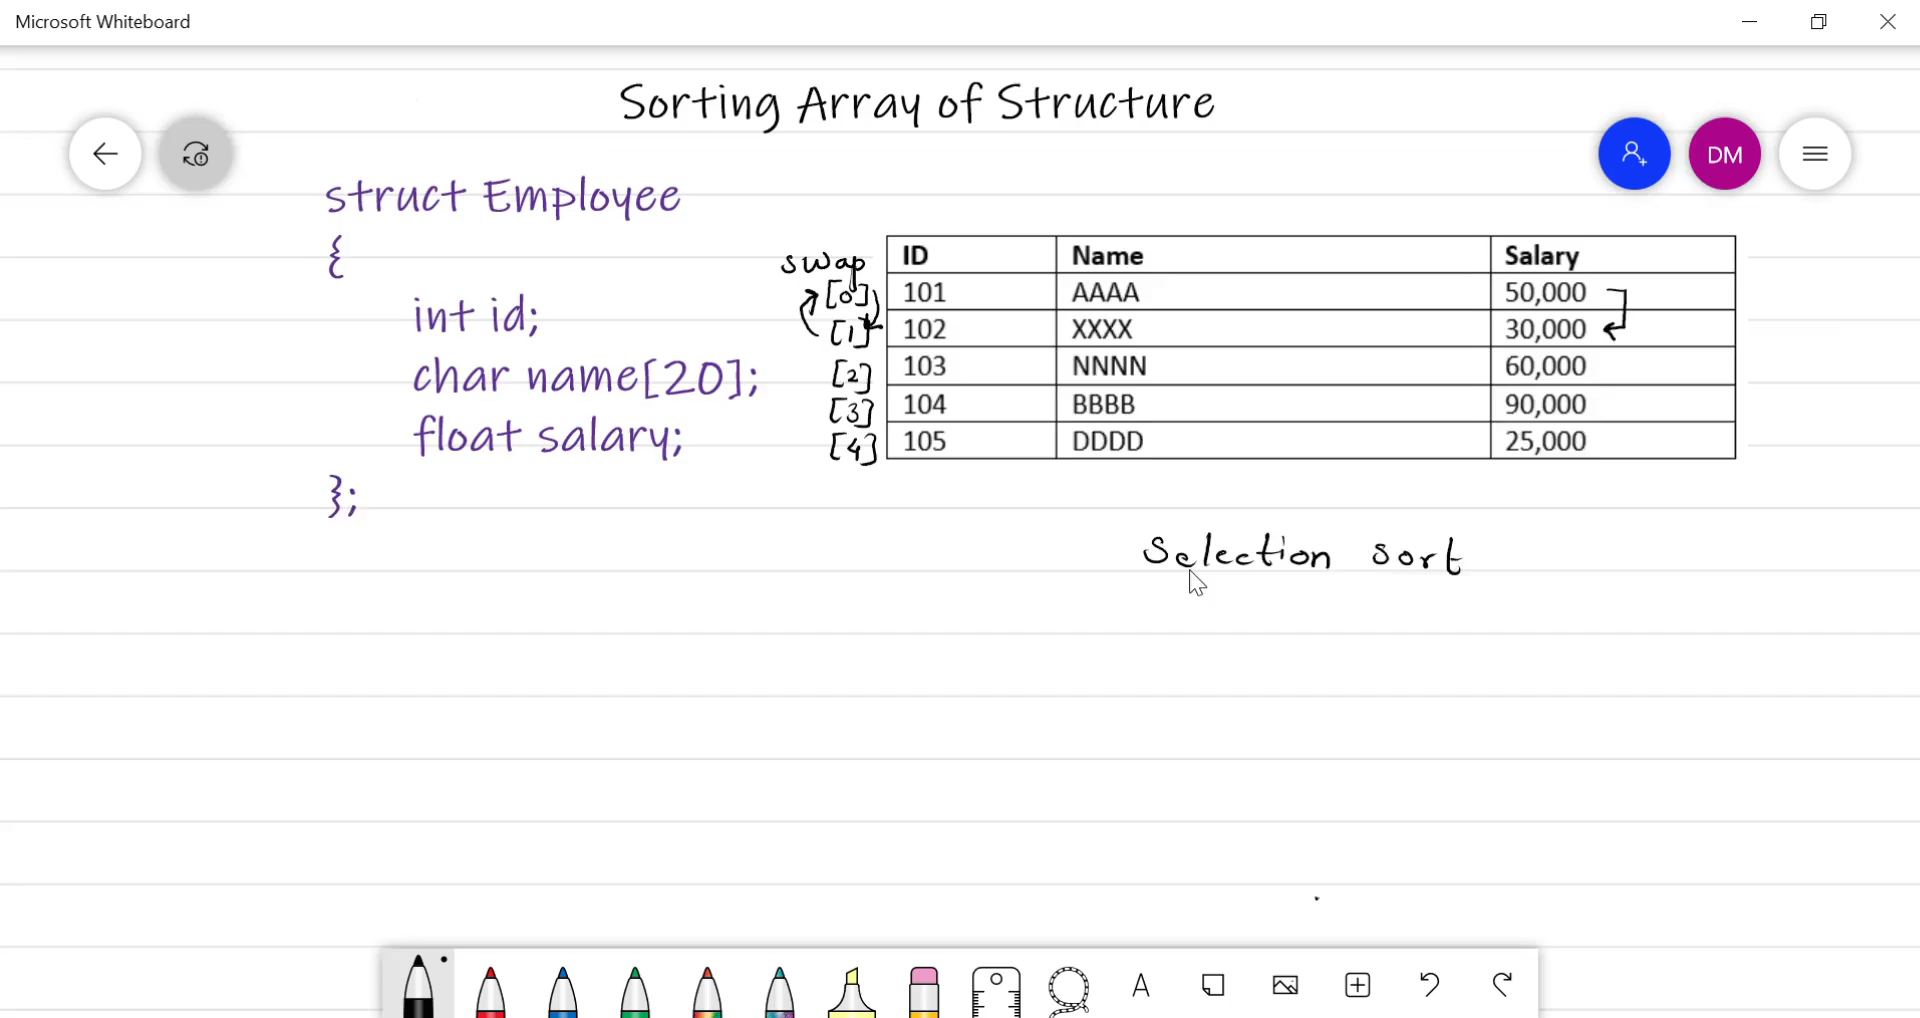 Microsoft Whiteboard
Sorting Array of Structure
DM
struct Employee
{
int id;
char name[20];
float salary;
};
swap
ID Name Salary
[0] 101 AAAA 50,000
[1] 102 XXXX 30,000
[2] 103 NNNN 60,000
[3] 104 BBBB 90,000
[4] 105 DDDD 25,000
Selection sort
A